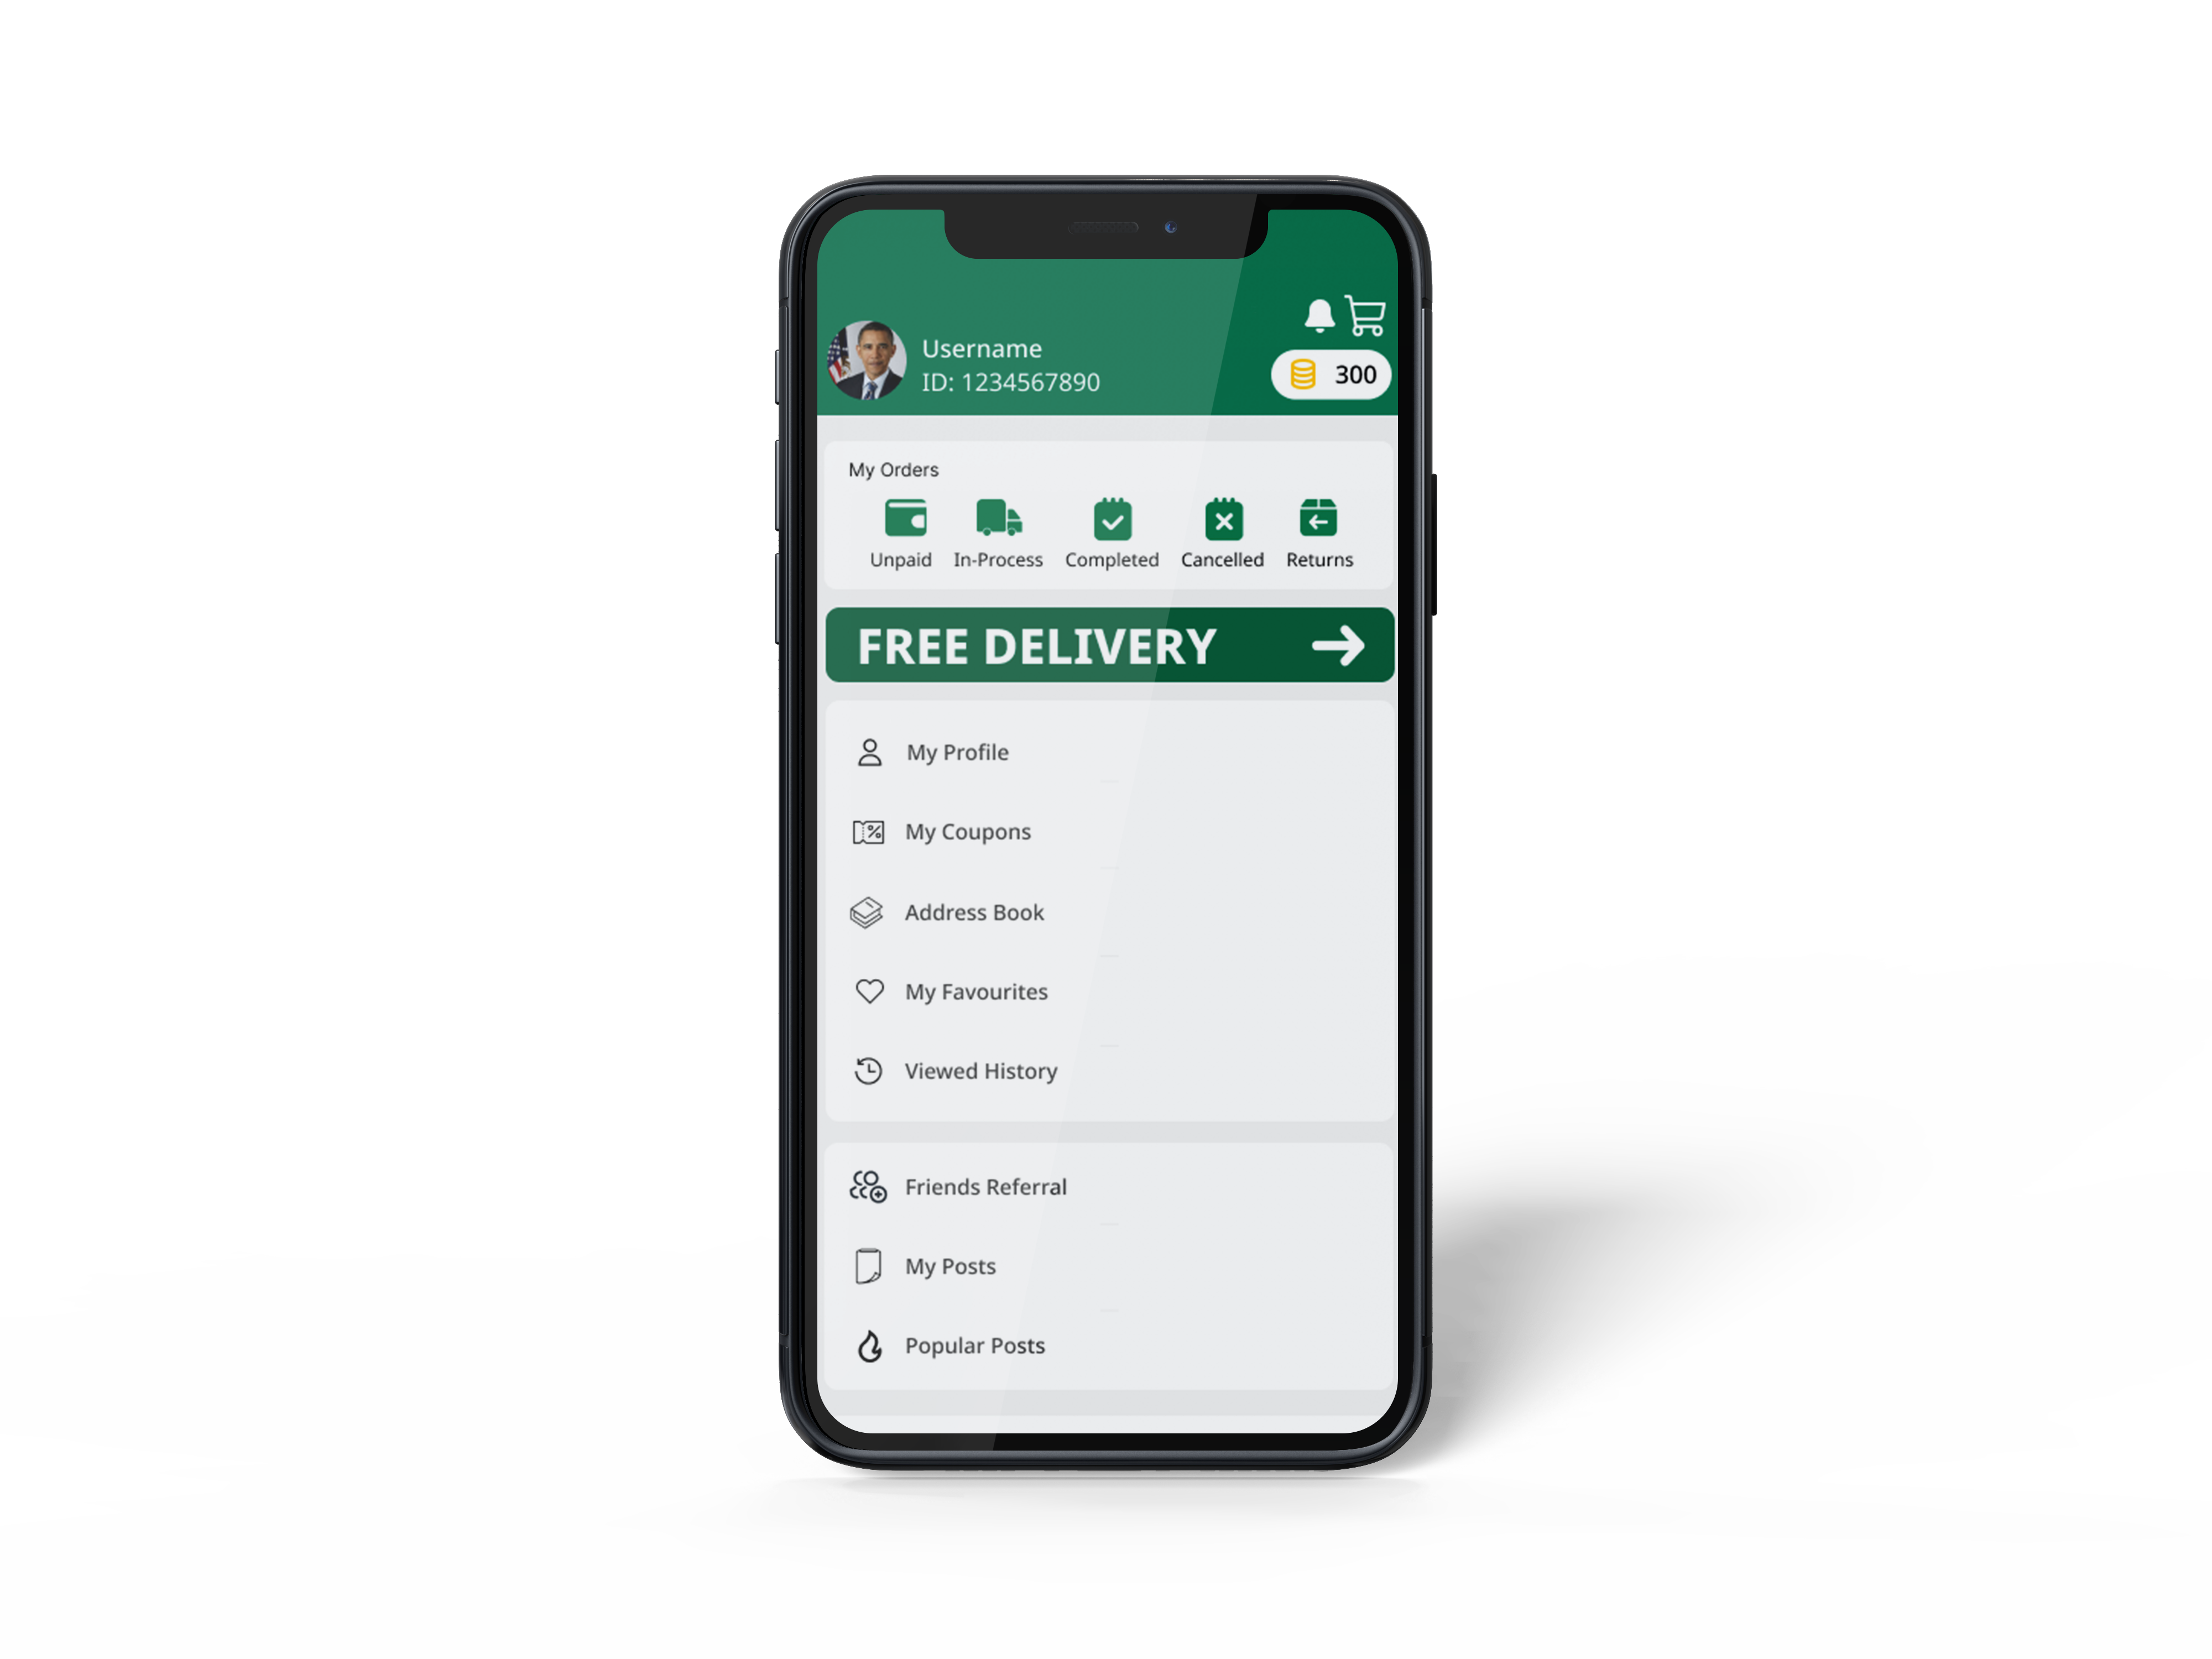 Username
ID: 1234567890
300
My Orders
Unpaid In-Process Completed Cancelled Returns
FREE DELIVERY
My Profile
My Coupons
Address Book
My Favourites
Viewed History
Friends Referral
My Posts
Popular Posts